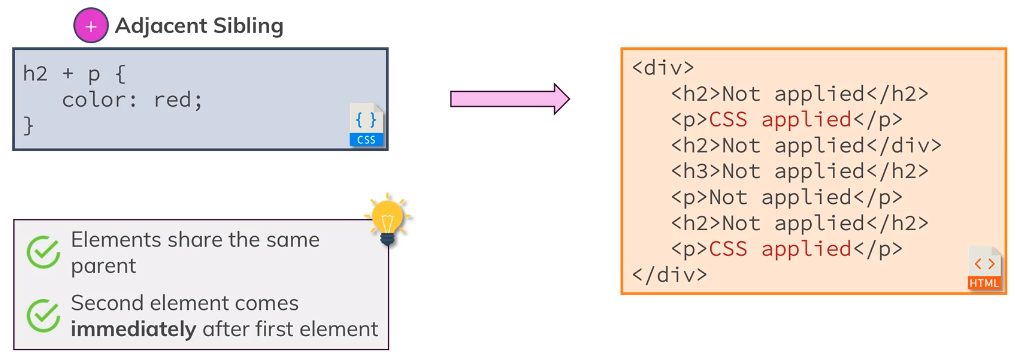 + Adjacent Sibling
h2 + p {
color: red;
}
{ }
CSS
<div>
<h2>Not applied</h2>
<p>CSS applied</p>
<h2>Not applied</div>
<h3>Not applied</h2>
<p>Not applied</p>
<h2>Not applied</h2>
<p>CSS applied</p>
</div>
< >
HTML
Elements share the same
parent
Second element comes
immediately after first element